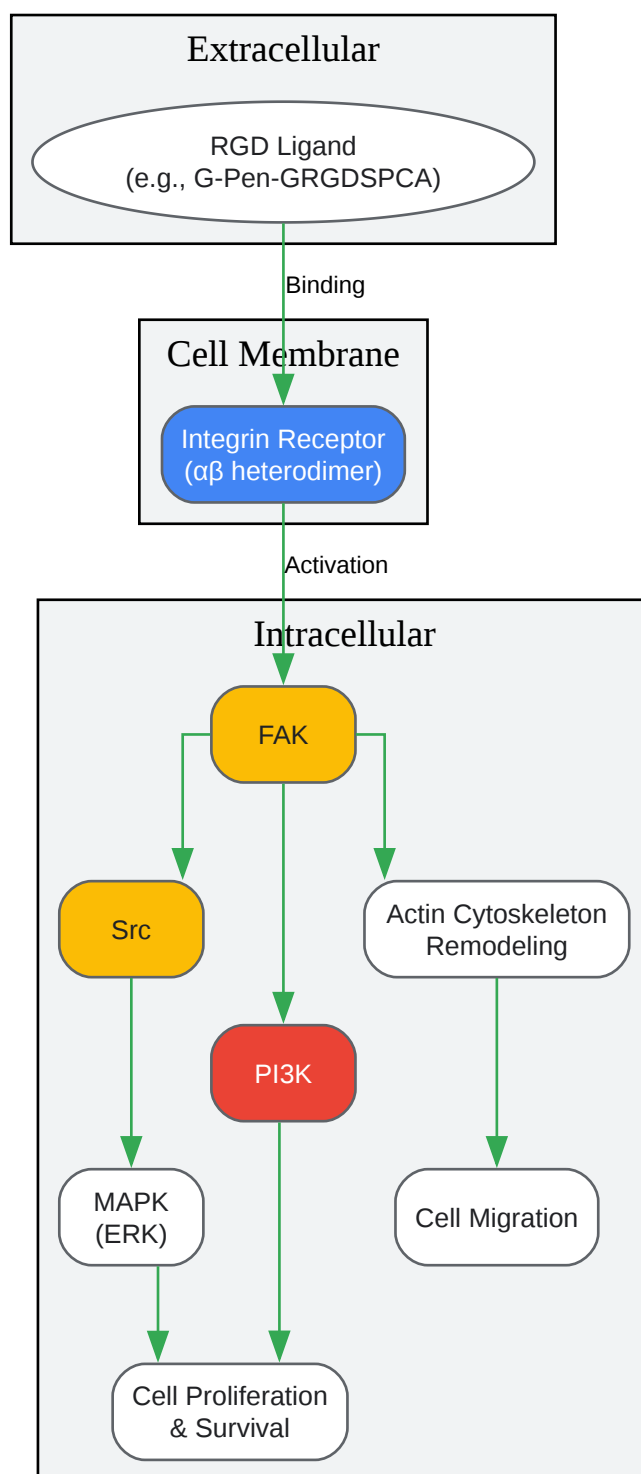 Extracellular
RGD Ligand
(e.g., G-Pen-GRGDSPCA)
Binding
Cell Membrane
Integrin Receptor
(αβ heterodimer)
Activation
Intracellular
FAK
Src
Actin Cytoskeleton
Remodeling
PI3K
MAPK
(ERK)
Cell Migration
Cell Proliferation
& Survival